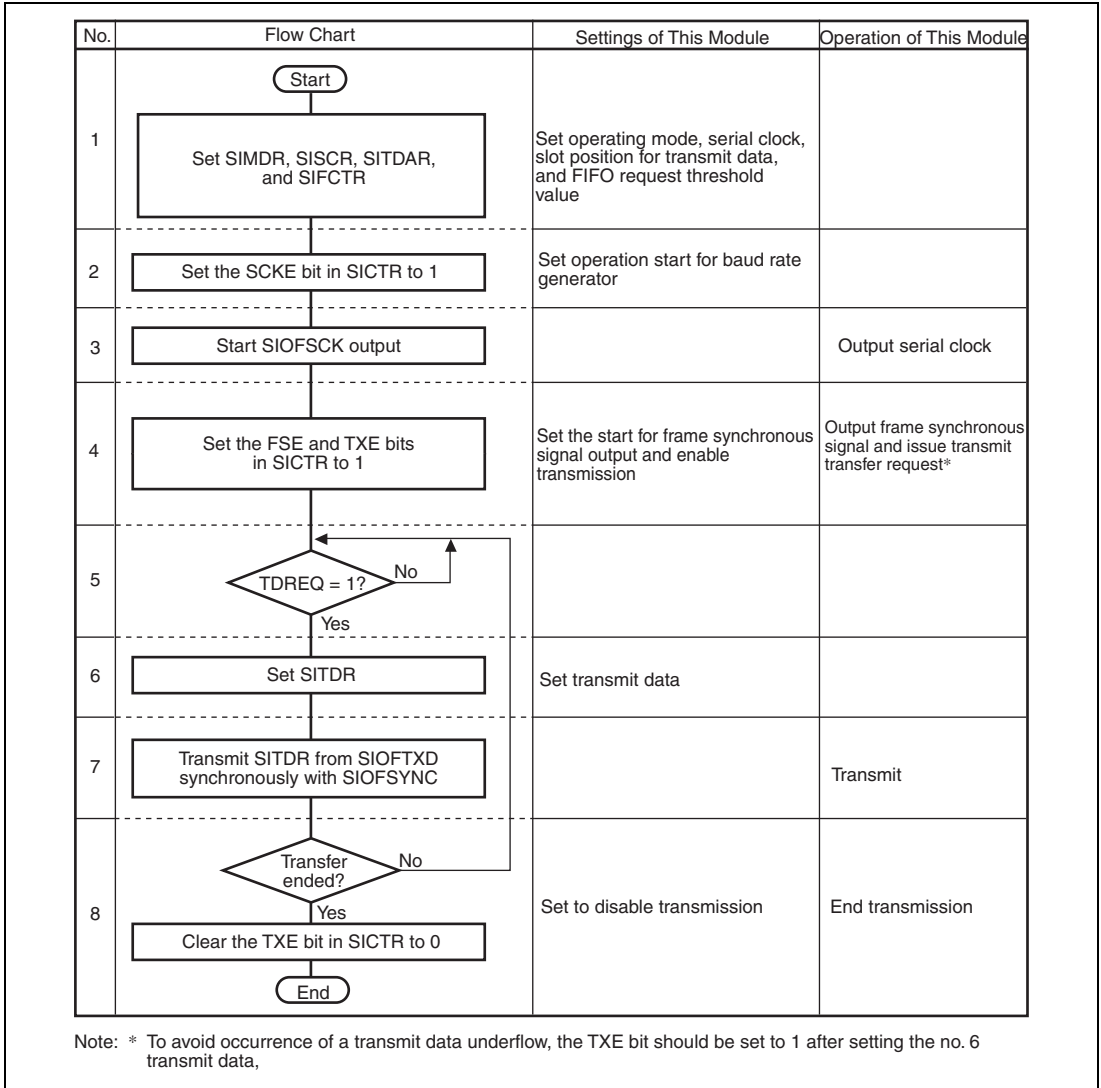 No.
Flow Chart
Settings of This Module
Operation of This Module
Start
1
Set SIMDR, SISCR, SITDAR,
and SIFCTR
Set operating mode, serial clock,
slot position for transmit data,
and FIFO request threshold
value
2
Set the SCKE bit in SICTR to 1
Set operation start for baud rate
generator
3
Start SIOFSCK output
Output serial clock
4
Set the FSE and TXE bits
in SICTR to 1
Set the start for frame synchronous
signal output and enable
transmission
Output frame synchronous
signal and issue transmit
transfer request*
5
TDREQ = 1?
No
Yes
6
Set SITDR
Set transmit data
7
Transmit SITDR from SIOFTXD
synchronously with SIOFSYNC
Transmit
8
Transfer
ended?
No
Yes
Clear the TXE bit in SICTR to 0
Set to disable transmission
End transmission
End
Note: * To avoid occurrence of a transmit data underflow, the TXE bit should be set to 1 after setting the no. 6
transmit data,